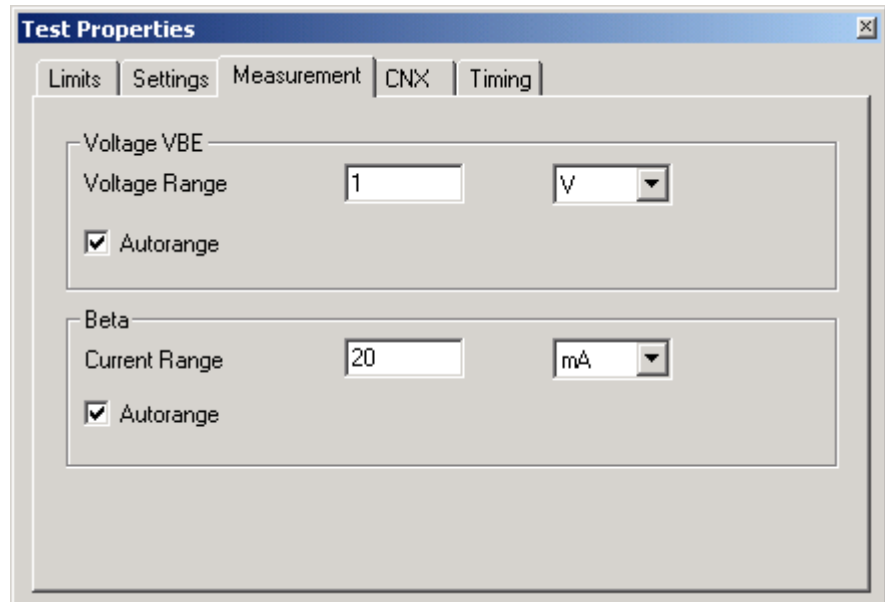 Test Properties
Limits Settings Measurement CNX Timing
Voltage VBE
Voltage Range 1 V
Autorange
Beta
Current Range 20 mA
Autorange